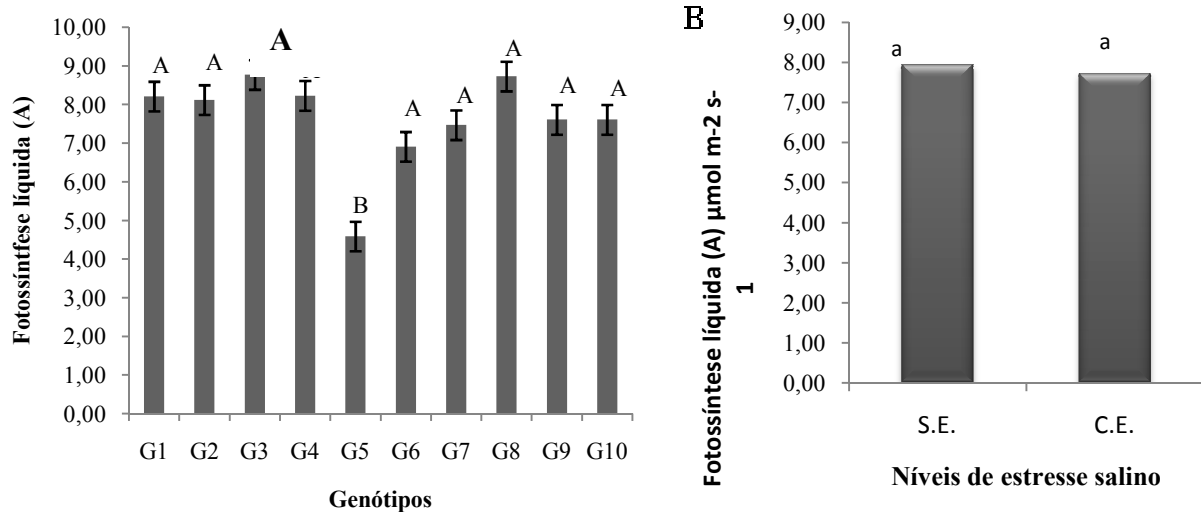 A
Fotossíntfese líquida (A)
10,00
9,00
8,00
7,00
6,00
5,00
4,00
3,00
2,00
1,00
0,00
A
A
B
A
A
A
A
A
G1 G2 G3 G4 G5 G6 G7 G8 G9 G10
Genótipos
B
Fotossíntese líquida (A) µmol m-2 s-
1
9,00
8,00
7,00
6,00
5,00
4,00
3,00
2,00
1,00
0,00
a
a
S.E. C.E.
Níveis de estresse salino